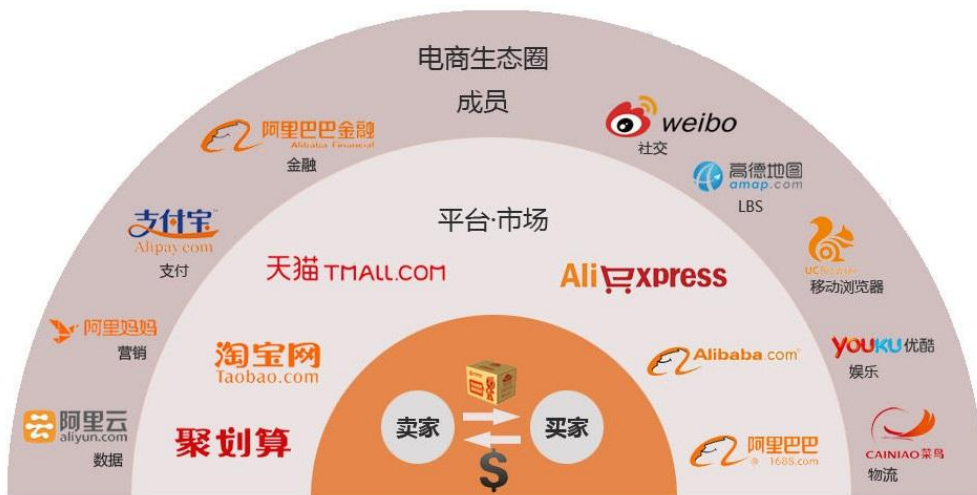 电商生态圈
成员
阿里巴巴金融
Alibaba Financial
金融
weibo
社交
高德地图
amap.com
LBS
支付宝
Alipay.com
支付
平台·市场
天猫 TMALL.COM
AliExpress
UC
移动浏览器
阿里妈妈
营销
淘宝网
Taobao.com
Alibaba.com
YOUKU优酷
娱乐
阿里云
aliyun.com
数据
聚划算
卖家
买家
$
阿里巴巴
1688.com
CAINIAO菜鸟
物流